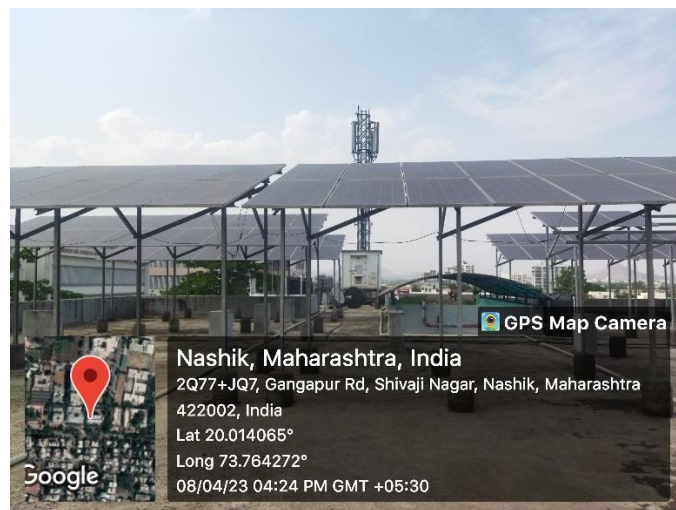 GPS Map Camera
Nashik, Maharashtra, India
2Q77+JQ7, Gangapur Rd, Shivaji Nagar, Nashik, Maharashtra
422002, India
Lat 20.014065°
Long 73.764272°
08/04/23 04:24 PM GMT +05:30
Google